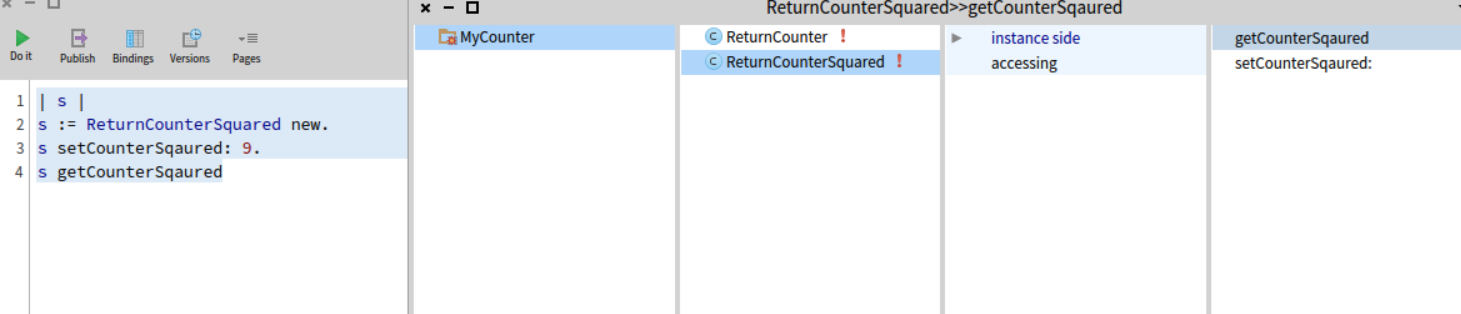 ReturnCounterSquared>>getCounterSqaured
Do it
Publish
Bindings
Versions
Pages
1 | s |
2 s := ReturnCounterSquared new.
3 s setCounterSqaured: 9.
4 s getCounterSqaured
MyCounter
ReturnCounter !
ReturnCounterSquared !
instance side
accessing
getCounterSqaured
setCounterSqaured: